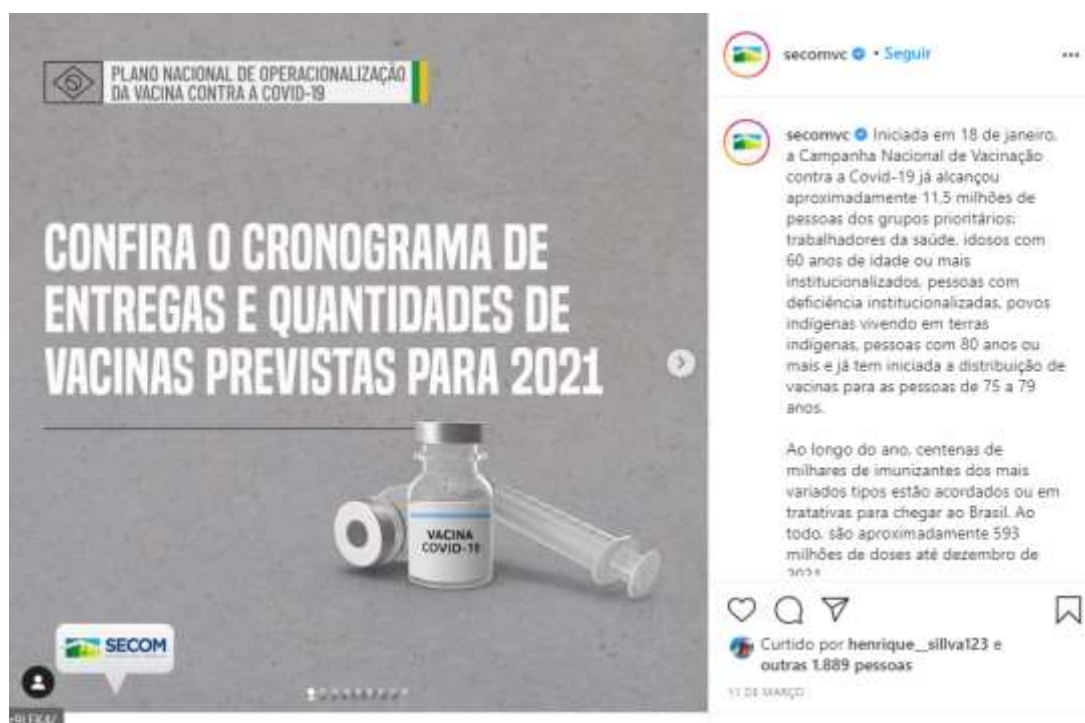 PLANO NACIONAL DE OPERACIONALIZAÇÃO
DA VACINA CONTRA A COVID-19
CONFIRA O CRONOGRAMA DE
ENTREGAS E QUANTIDADES DE
VACINAS PREVISTAS PARA 2021
VACINA
COVID-19
SECOM
secomvc • Seguir
secomvc Iniciada em 18 de janeiro,
a Campanha Nacional de Vacinação
contra a Covid-19 já alcançou
aproximadamente 11,5 milhões de
pessoas dos grupos prioritários:
trabalhadores da saúde, idosos com
60 anos de idade ou mais
institucionalizados, pessoas com
deficiência institucionalizadas, povos
indígenas vivendo em terras
indígenas, pessoas com 80 anos ou
mais e já tem iniciada a distribuição de
vacinas para as pessoas de 75 a 79
anos.
Ao longo do ano, centenas de
milhares de imunizantes dos mais
variados tipos estão acordados ou em
tratativas para chegar ao Brasil. Ao
todo, são aproximadamente 593
milhões de doses até dezembro de
2021
Curtido por henrique__sillva123 e
outras 1.889 pessoas
11 DE MARÇO